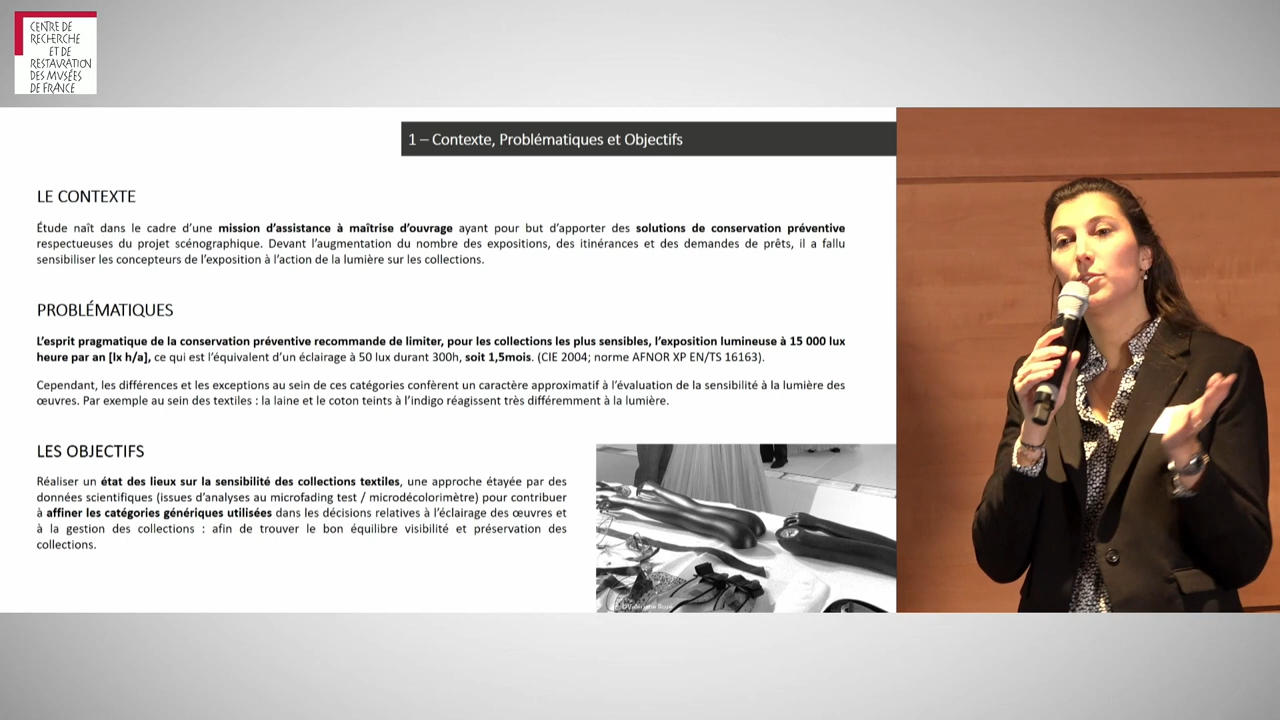 CENTRE DE
RECHERCHE
ET DE
RESTAURATION
DES MUSÉES
DE FRANCE
1 – Contexte, Problématiques et Objectifs
LE CONTEXTE
Étude naît dans le cadre d'une mission d'assistance à maîtrise d'ouvrage ayant pour but d'apporter des solutions de conservation préventive
respectueuses du projet scénographique. Devant l'augmentation du nombre des expositions, des itinérances et des demandes de prêts, il a fallu
sensibiliser les concepteurs de l'exposition à l'action de la lumière sur les collections.
PROBLÉMATIQUES
L'esprit pragmatique de la conservation préventive recommande de limiter, pour les collections les plus sensibles, l'exposition lumineuse à 15 000 lux
heure par an [lx h/a], ce qui est l'équivalent d'un éclairage à 50 lux durant 300h, soit 1,5mois. (CIE 2004; norme AFNOR XP EN/TS 16163).
Cependant, les différences et les exceptions au sein de ces catégories confèrent un caractère approximatif à l'évaluation de la sensibilité à la lumière des
œuvres. Par exemple au sein des textiles : la laine et le coton teints à l'indigo réagissent très différemment à la lumière.
LES OBJECTIFS
Réaliser un état des lieux sur la sensibilité des collections textiles, une approche étayée par des
données scientifiques (issues d'analyses au microfading test / microdécolorimètre) pour contribuer
à affiner les catégories génériques utilisées dans les décisions relatives à l'éclairage des œuvres et
à la gestion des collections : afin de trouver le bon équilibre visibilité et préservation des
collections.